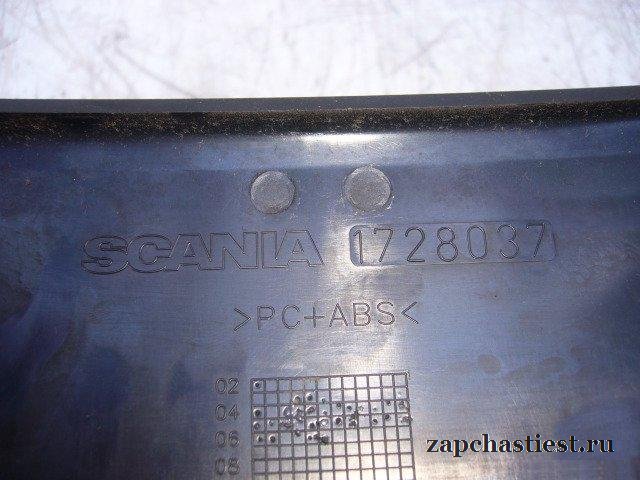 SCANIA 1728037
>PC+ABS<
02
04
06
08
zapchastiest.ru